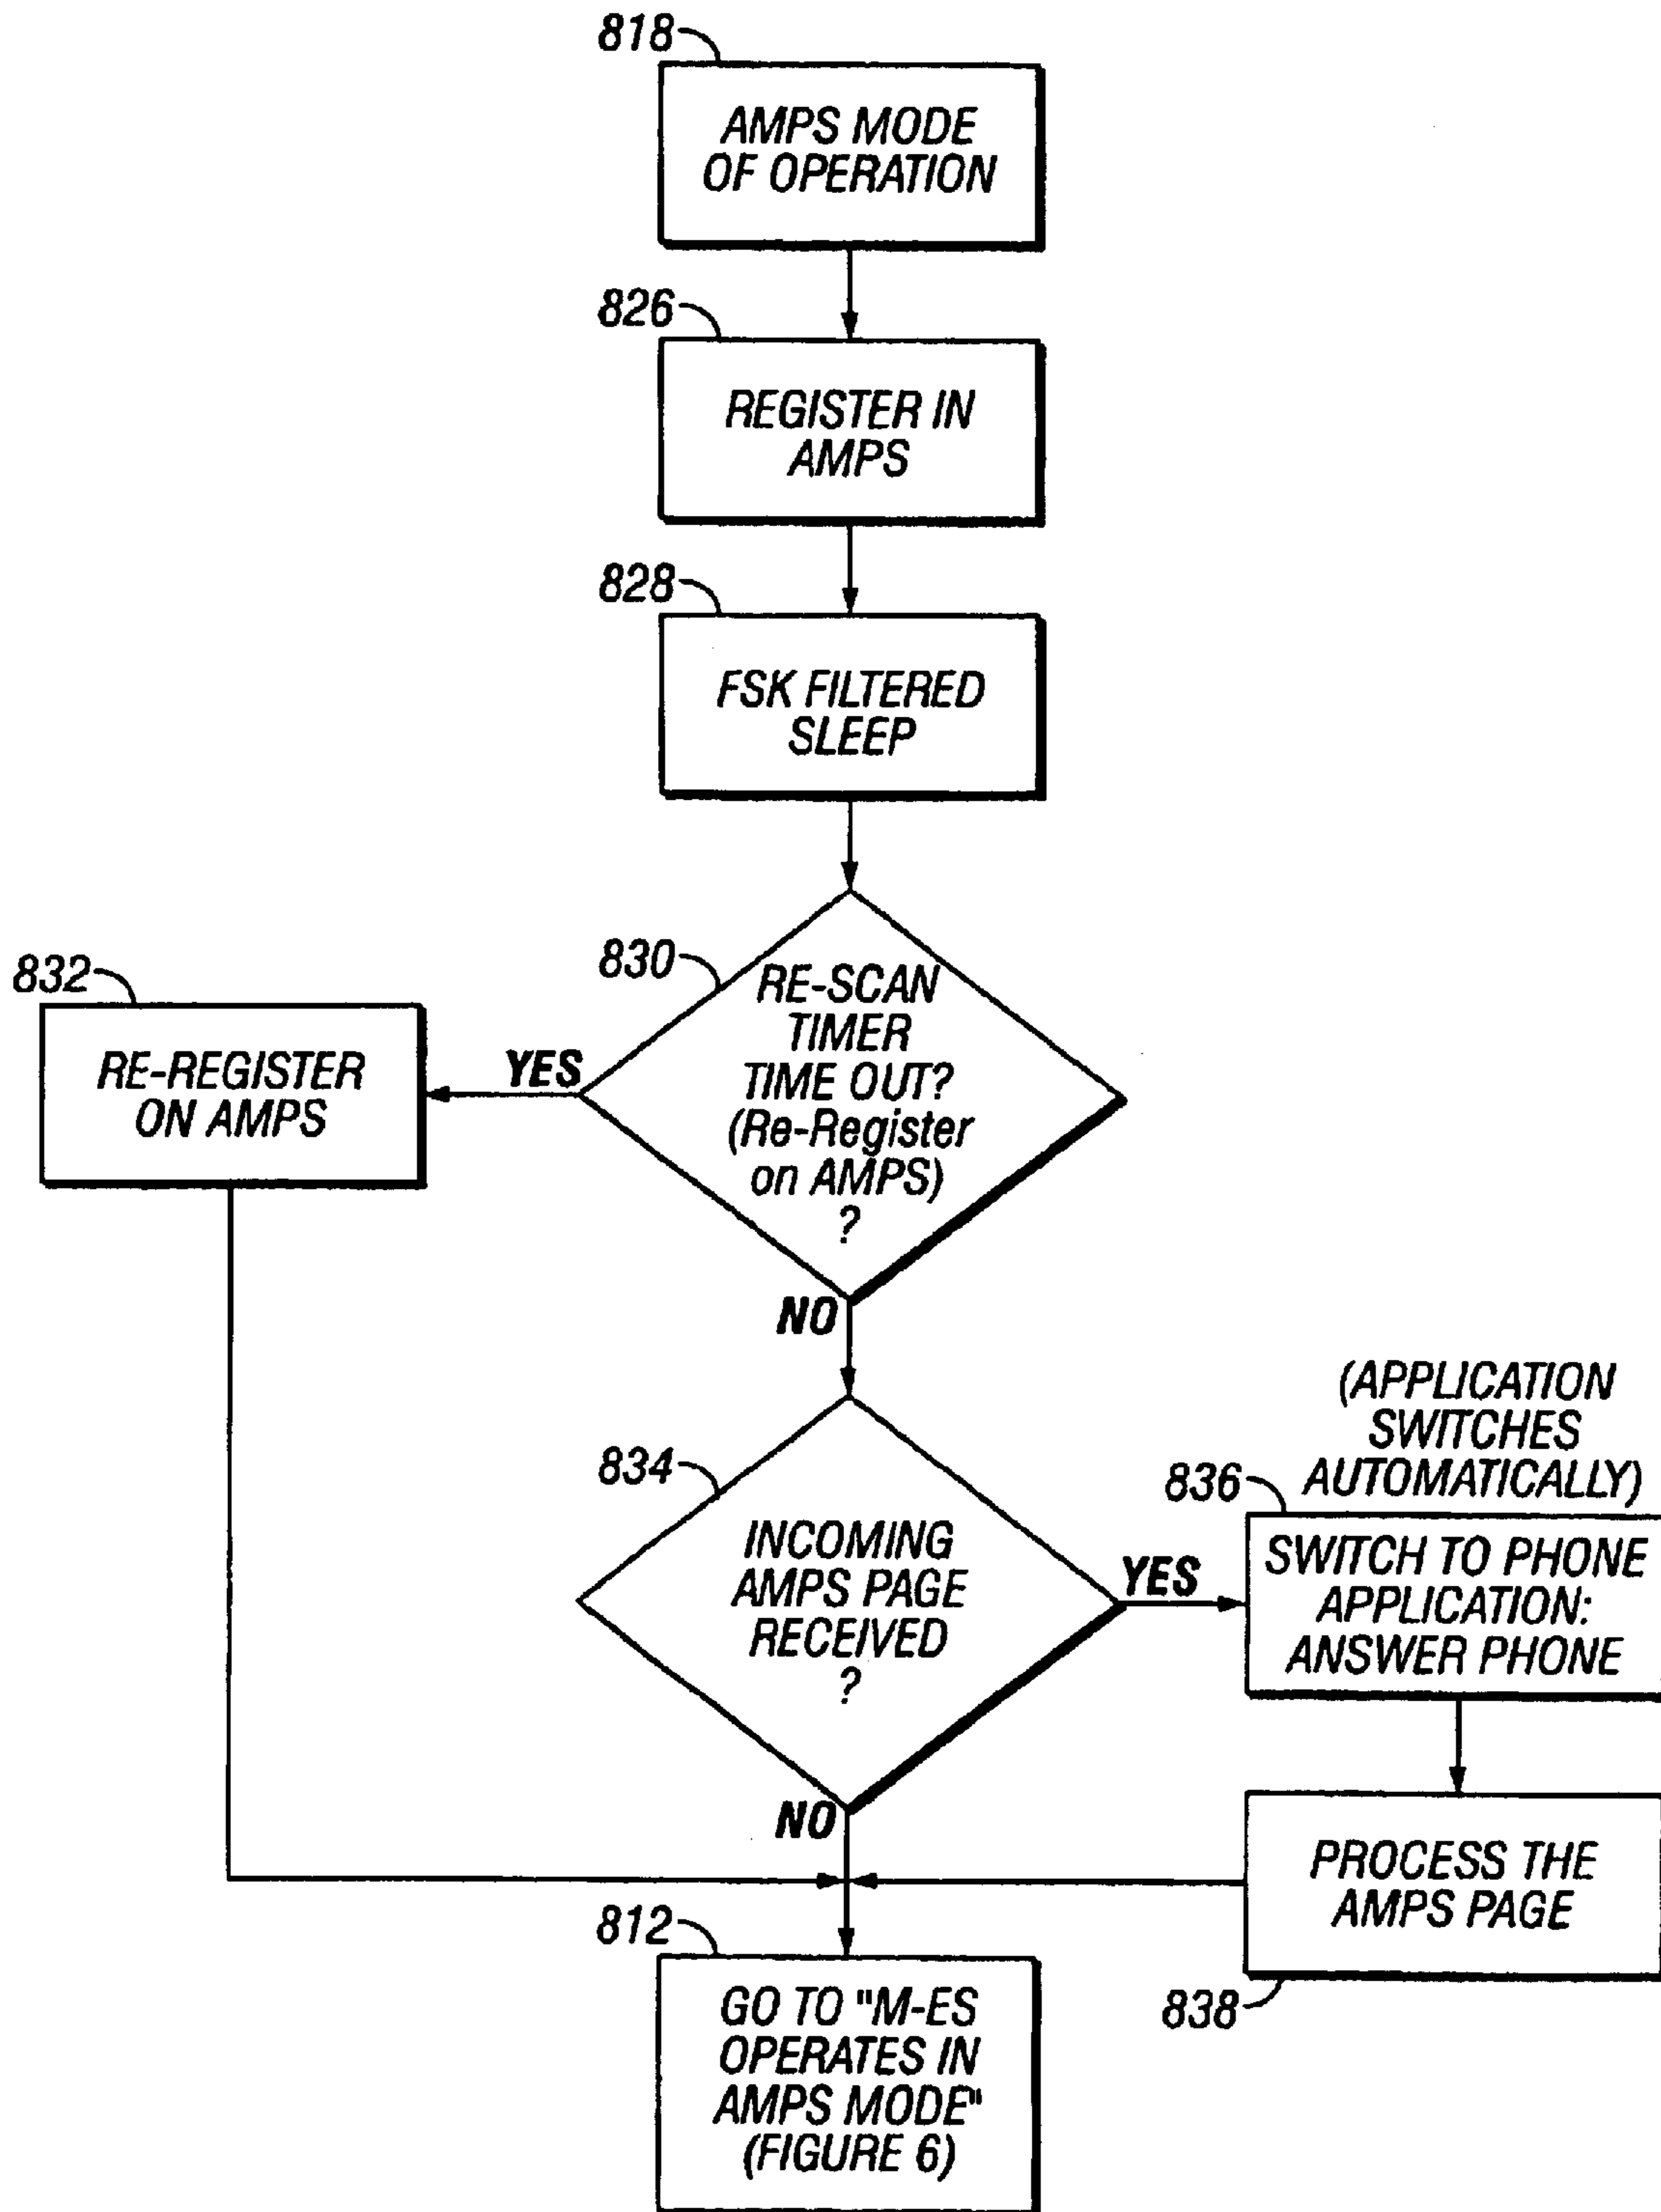 818
AMPS MODE
OF OPERATION
826
REGISTER IN
AMPS
828
FSK FILTERED
SLEEP
830
RE-SCAN
TIMER
TIME OUT?
(Re-Register
on AMPS)
?
YES
832
RE-REGISTER
ON AMPS
NO
834
INCOMING
AMPS PAGE
RECEIVED
?
YES
(APPLICATION
SWITCHES
AUTOMATICALLY)
836
SWITCH TO PHONE
APPLICATION:
ANSWER PHONE
PROCESS THE
AMPS PAGE
838
NO
812
GO TO "M-ES
OPERATES IN
AMPS MODE"
(FIGURE 6)